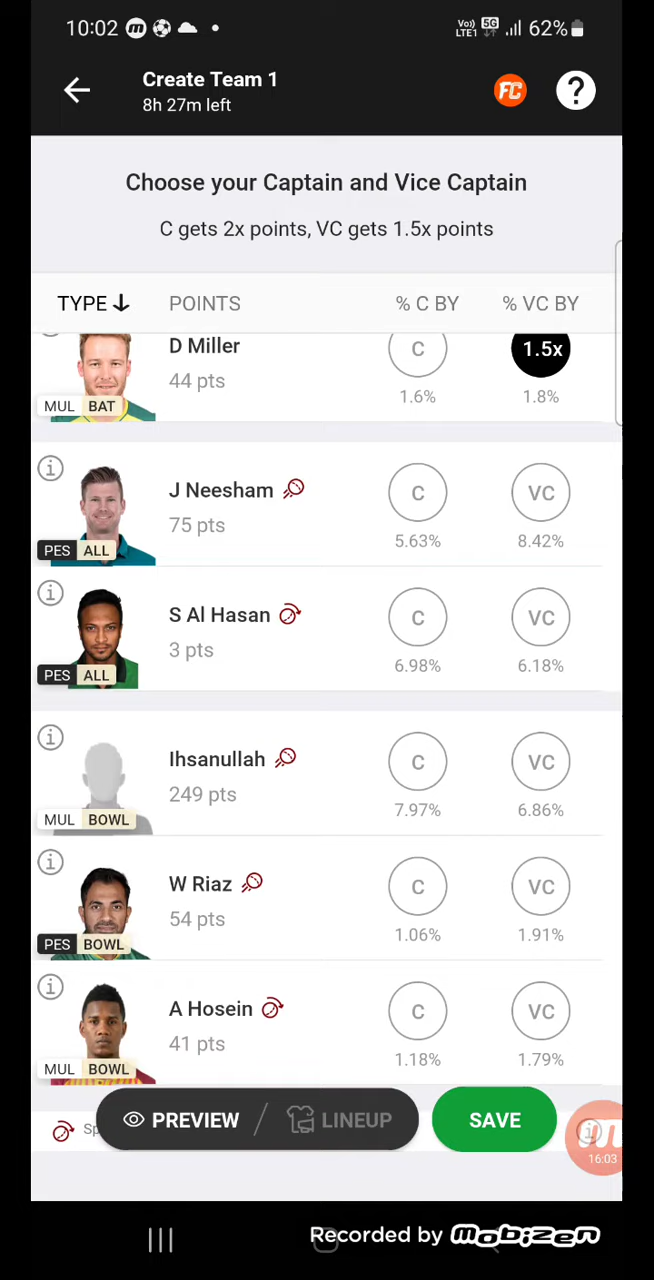 10:02
Vo)) 5G
LTE1
62%
Create Team 1
8h 27m left
FC
?
Choose your Captain and Vice Captain
C gets 2x points, VC gets 1.5x points
TYPE POINTS % C BY % VC BY
D Miller C 1.5x
44 pts 1.6% 1.8%
MUL BAT
J Neesham C VC
75 pts 5.63% 8.42%
PES ALL
S Al Hasan C VC
3 pts 6.98% 6.18%
PES ALL
Ihsanullah C VC
249 pts 7.97% 6.86%
MUL BOWL
W Riaz C VC
54 pts 1.06% 1.91%
PES BOWL
A Hosein C VC
41 pts 1.18% 1.79%
MUL BOWL
Sp PREVIEW / LINEUP SAVE
16:03
Recorded by mobizen